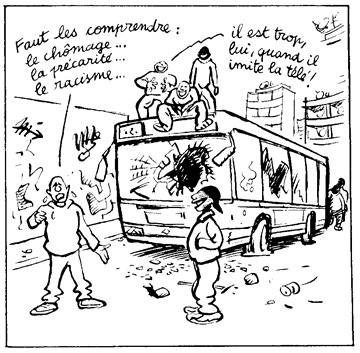 Faut les comprendre :
le chômage...
la précarité...
le racisme...
il est trop,
lui, quand il
imite la télé !